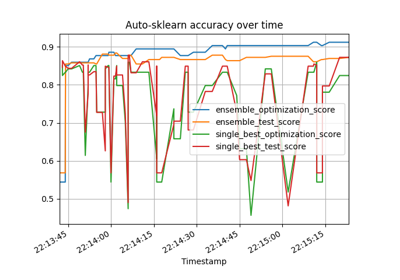 Auto-sklearn accuracy over time
0.9
0.8
0.7
0.6
0.5
ensemble_optimization_score
ensemble_test_score
single_best_optimization_score
single_best_test_score
22:13:45
22:14:00
22:14:15
22:14:30
22:14:45
22:15:00
22:15:15
Timestamp